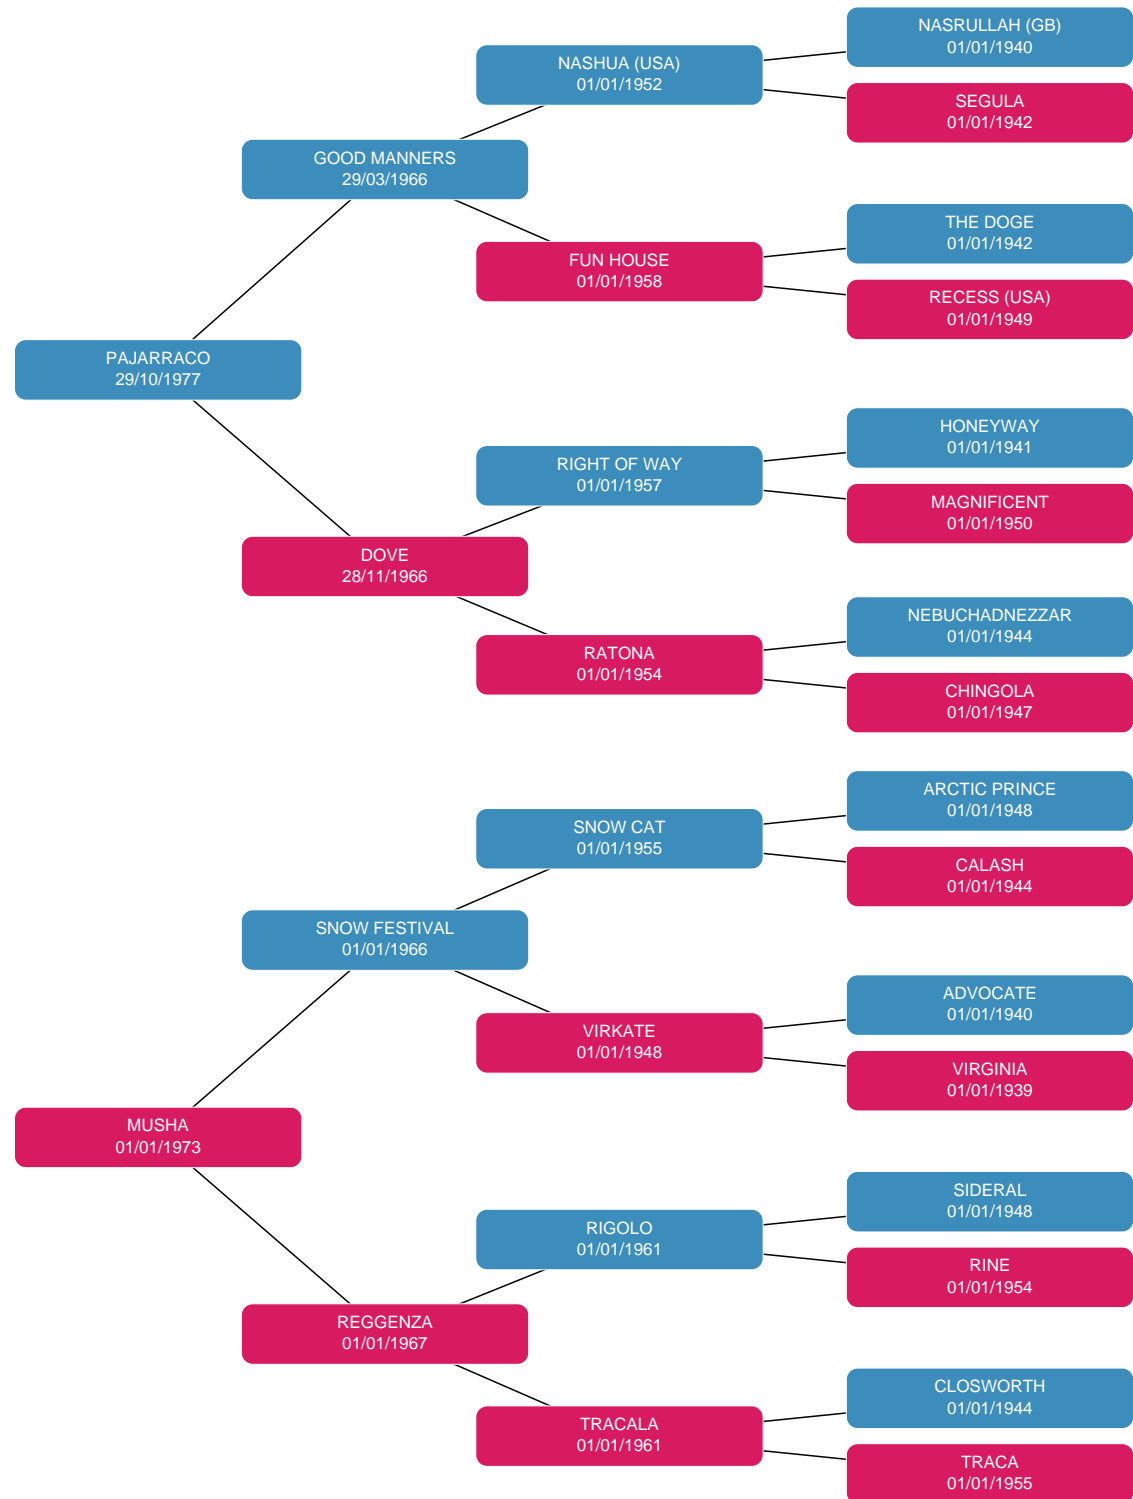 NASRULLAH (GB)
01/01/1940
NASHUA (USA)
01/01/1952
SEGULA
01/01/1942
GOOD MANNERS
29/03/1966
THE DOGE
01/01/1942
FUN HOUSE
01/01/1958
RECESS (USA)
01/01/1949
PAJARRACO
29/10/1977
HONEYWAY
01/01/1941
RIGHT OF WAY
01/01/1957
MAGNIFICENT
01/01/1950
DOVE
28/11/1966
NEBUCHADNEZZAR
01/01/1944
RATONA
01/01/1954
CHINGOLA
01/01/1947
ARCTIC PRINCE
01/01/1948
SNOW CAT
01/01/1955
CALASH
01/01/1944
SNOW FESTIVAL
01/01/1966
ADVOCATE
01/01/1940
VIRKATE
01/01/1948
VIRGINIA
01/01/1939
MUSHA
01/01/1973
SIDERAL
01/01/1948
RIGOLO
01/01/1961
RINE
01/01/1954
REGGENZA
01/01/1967
CLOSWORTH
01/01/1944
TRACALA
01/01/1961
TRACA
01/01/1955